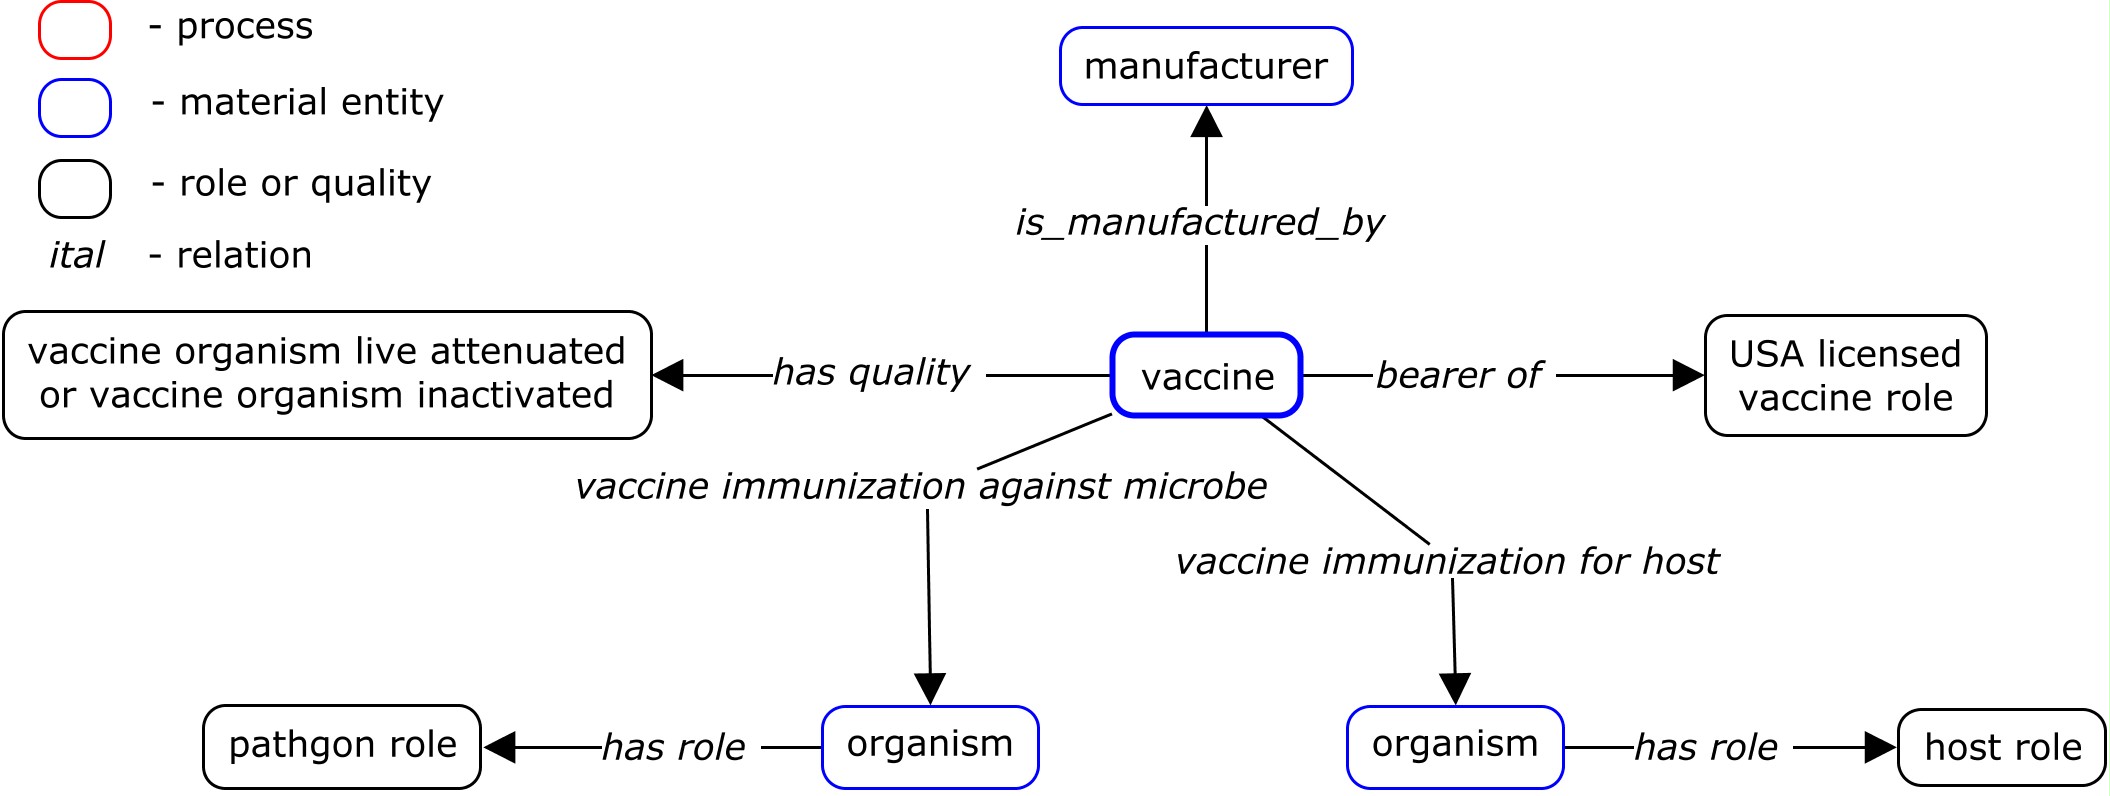 - process
- material entity
- role or quality
ital - relation
manufacturer
is_manufactured_by
vaccine organism live attenuated
or vaccine organism inactivated
has quality
vaccine
bearer of
USA licensed
vaccine role
vaccine immunization against microbe
vaccine immunization for host
pathgon role
has role
organism
organism
has role
host role